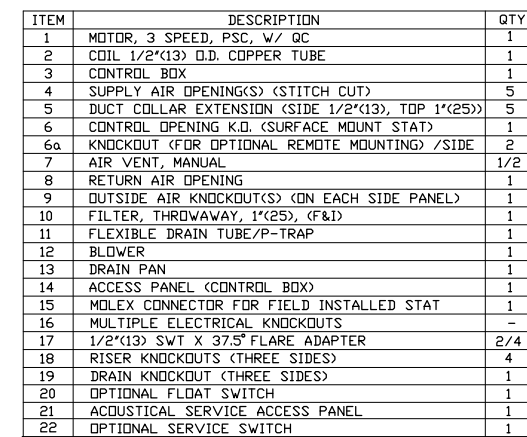 ITEM DESCRIPTION QTY
1 MOTOR, 3 SPEED, PSC, W/ QC 1
2 COIL 1/2"(13) O.D. COPPER TUBE 1
3 CONTROL BOX 1
4 SUPPLY AIR OPENING(S) (STITCH CUT) 5
5 DUCT COLLAR EXTENSION (SIDE 1/2"(13), TOP 1"(25)) 5
6 CONTROL OPENING K.O. (SURFACE MOUNT STAT) 1
6a KNOCKOUT (FOR OPTIONAL REMOTE MOUNTING) /SIDE 2
7 AIR VENT, MANUAL 1/2
8 RETURN AIR OPENING 1
9 OUTSIDE AIR KNOCKOUT(S) (ON EACH SIDE PANEL) 1
10 FILTER, THROWAWAY, 1"(25), (F&I) 1
11 FLEXIBLE DRAIN TUBE/P-TRAP 1
12 BLOWER 1
13 DRAIN PAN 1
14 ACCESS PANEL (CONTROL BOX) 1
15 MOLEX CONNECTOR FOR FIELD INSTALLED STAT 1
16 MULTIPLE ELECTRICAL KNOCKOUTS -
17 1/2"(13) SWT X 37.5° FLARE ADAPTER 2/4
18 RISER KNOCKOUTS (THREE SIDES) 4
19 DRAIN KNOCKOUT (THREE SIDES) 1
20 OPTIONAL FLOAT SWITCH 1
21 ACOUSTICAL SERVICE ACCESS PANEL 1
22 OPTIONAL SERVICE SWITCH 1